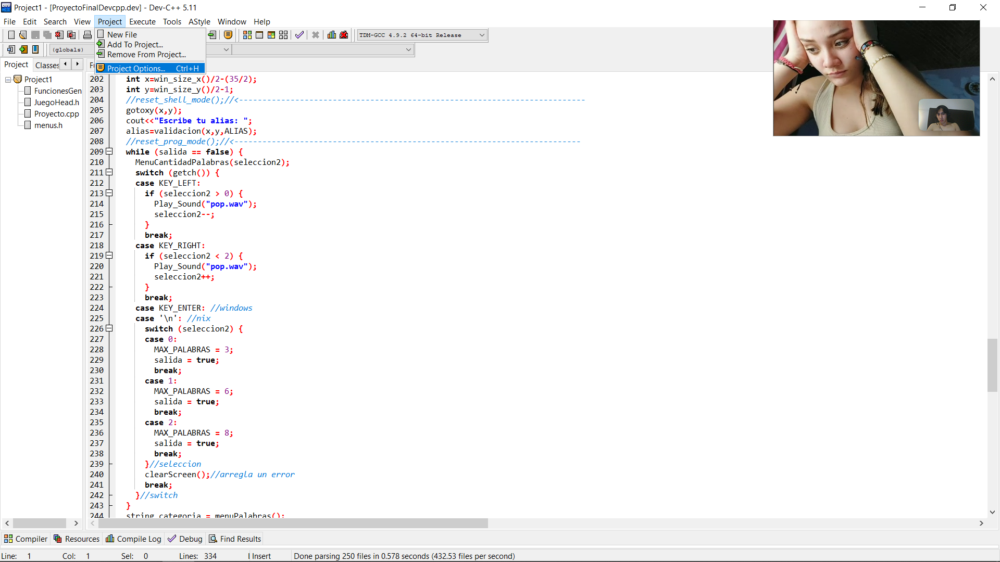 Project1 - [ProyectoFinalDevcpp.dev] - Dev-C++ 5.11
File Edit Search View Project Execute Tools AStyle Window Help
New File
Add To Project...
Remove From Project...
Project Options... Ctrl+H
TDM-GCC 4.9.2 64-bit Release
(globals)
Project Classes
Project1
FuncionesGen
JuegoHead.h
Proyecto.cpp
menus.h
202 int x=win_size_x()/2-(35/2);
203 int y=win_size_y()/2-1;
204 //reset_shell_mode();//<--------------------------------------------------------------------------
205 gotoxy(x,y);
206 cout<<"Escribe tu alias: ";
207 alias=validacion(x,y,ALIAS);
208 //reset_prog_mode();//<--------------------------------------------------------------------------
209 while (salida == false) {
210 MenuCantidadPalabras(seleccion2);
211 switch (getch()) {
212 case KEY_LEFT:
213 if (seleccion2 > 0) {
214 Play_Sound("pop.wav");
215 seleccion2--;
216 }
217 break;
218 case KEY_RIGHT:
219 if (seleccion2 < 2) {
220 Play_Sound("pop.wav");
221 seleccion2++;
222 }
223 break;
224 case KEY_ENTER: //windows
225 case '\n': //nix
226 switch (seleccion2) {
227 case 0:
228 MAX_PALABRAS = 3;
229 salida = true;
230 break;
231 case 1:
232 MAX_PALABRAS = 6;
233 salida = true;
234 break;
235 case 2:
236 MAX_PALABRAS = 8;
237 salida = true;
238 break;
239 }//seleccion
240 clearScreen();//arregla un error
241 break;
242 }//switch
243 }
244 string categoria = menuPalabras();
Compiler Resources Compile Log Debug Find Results
Line: 1 Col: 1 Sel: 0 Lines: 334 Insert Done parsing 250 files in 0.578 seconds (432.53 files per second)